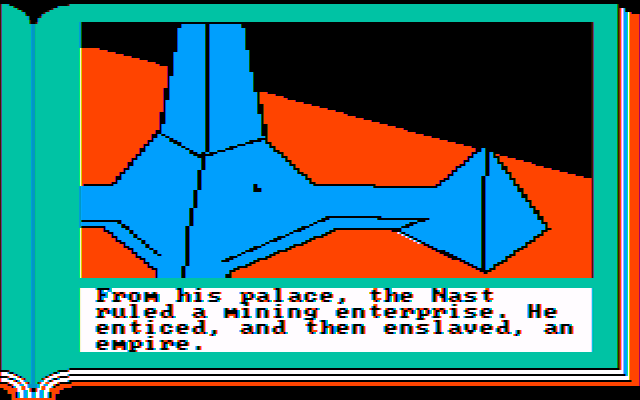 From his palace, the Nast
ruled a mining enterprise. He
enticed, and then enslaved, an
empire.